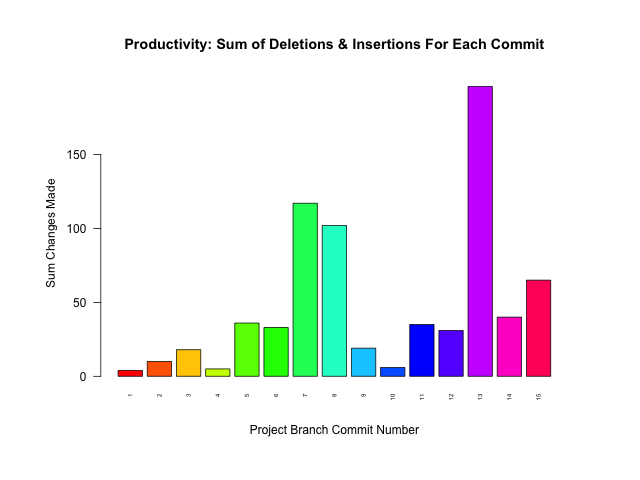 Productivity: Sum of Deletions & Insertions For Each Commit
150
100
50
0
Sum Changes Made
1 2 3 4 5 6 7 8 9 10 11 12 13 14 15
Project Branch Commit Number